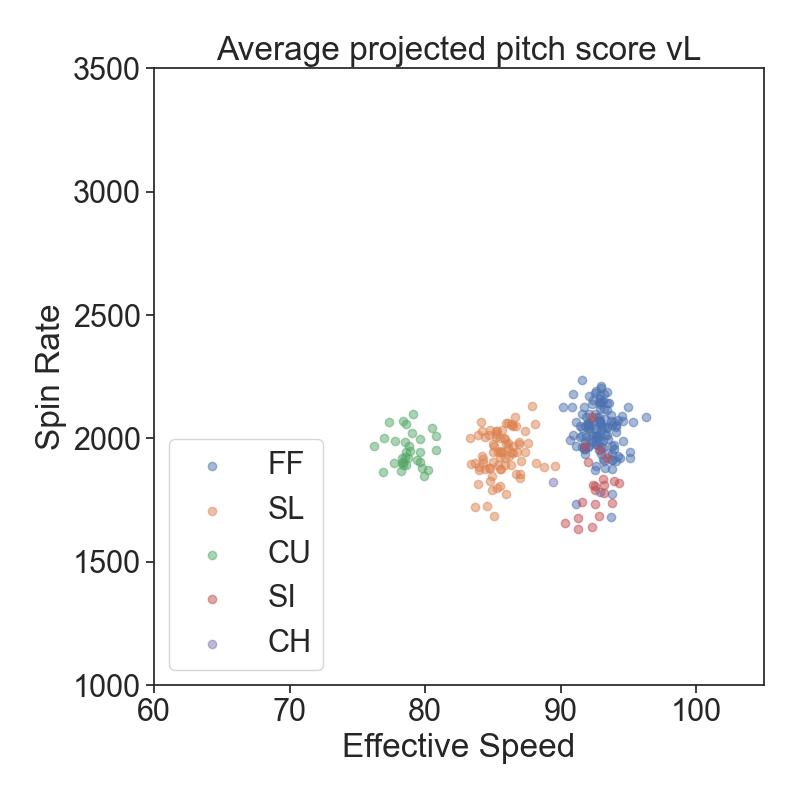 Average projected pitch score vL
3500
3000
2500
2000
1500
1000
Spin Rate
FF
SL
CU
SI
CH
60 70 80 90 100
Effective Speed